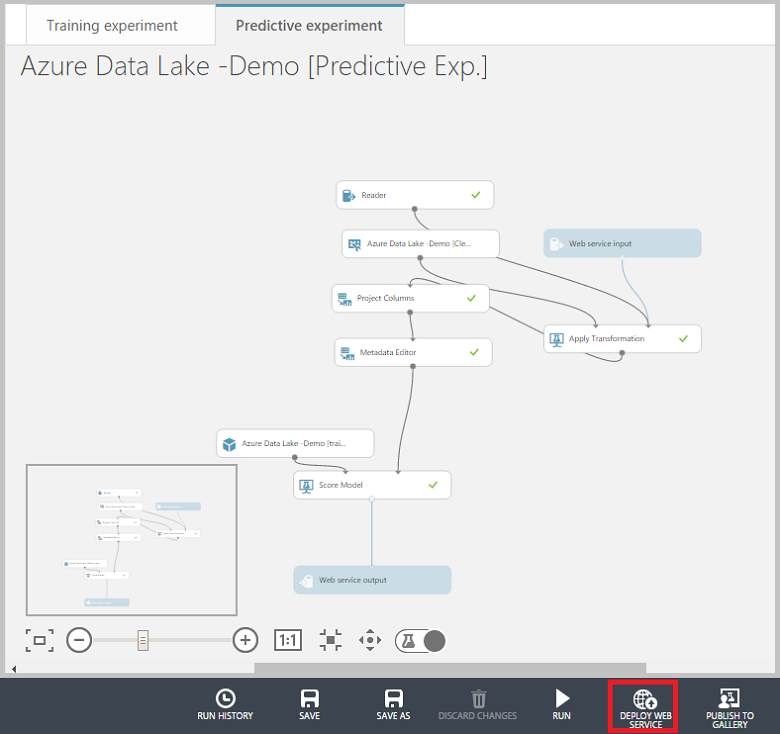 Training experiment
Predictive experiment
Azure Data Lake -Demo [Predictive Exp.]
Reader
Azure Data Lake -Demo [Cle...
Web service input
Project Columns
Apply Transformation
Metadata Editor
Azure Data Lake -Demo [trai...
Score Model
Web service output
1:1
RUN HISTORY
SAVE
SAVE AS
DISCARD CHANGES
RUN
DEPLOY WEB
SERVICE
PUBLISH TO
GALLERY